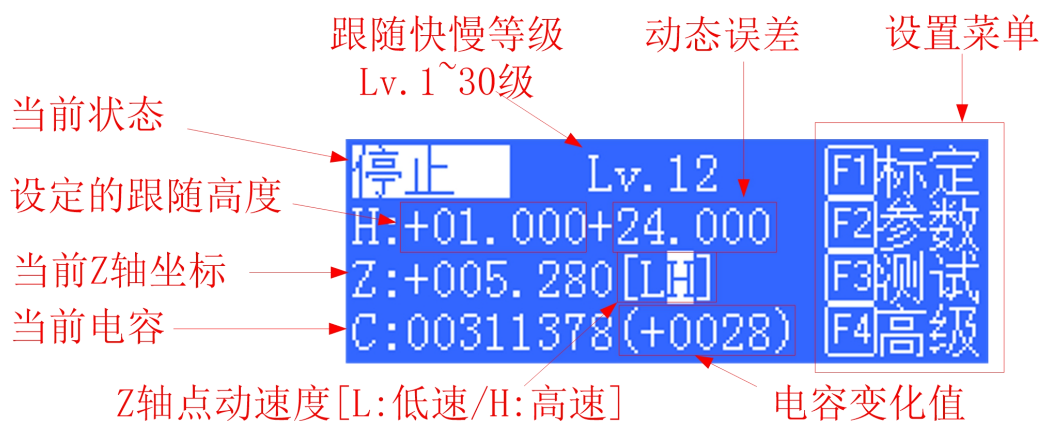 跟随快慢等级
Lv.1~30级
动态误差
设置菜单
当前状态
设定的跟随高度
当前Z轴坐标
当前电容
停止 Lv.12 F1标定
H:+01.000+24.000 F2参数
Z:+005.280[LH] F3测试
C:00311378(+0028) F4高级
Z轴点动速度[L:低速/H:高速]
电容变化值